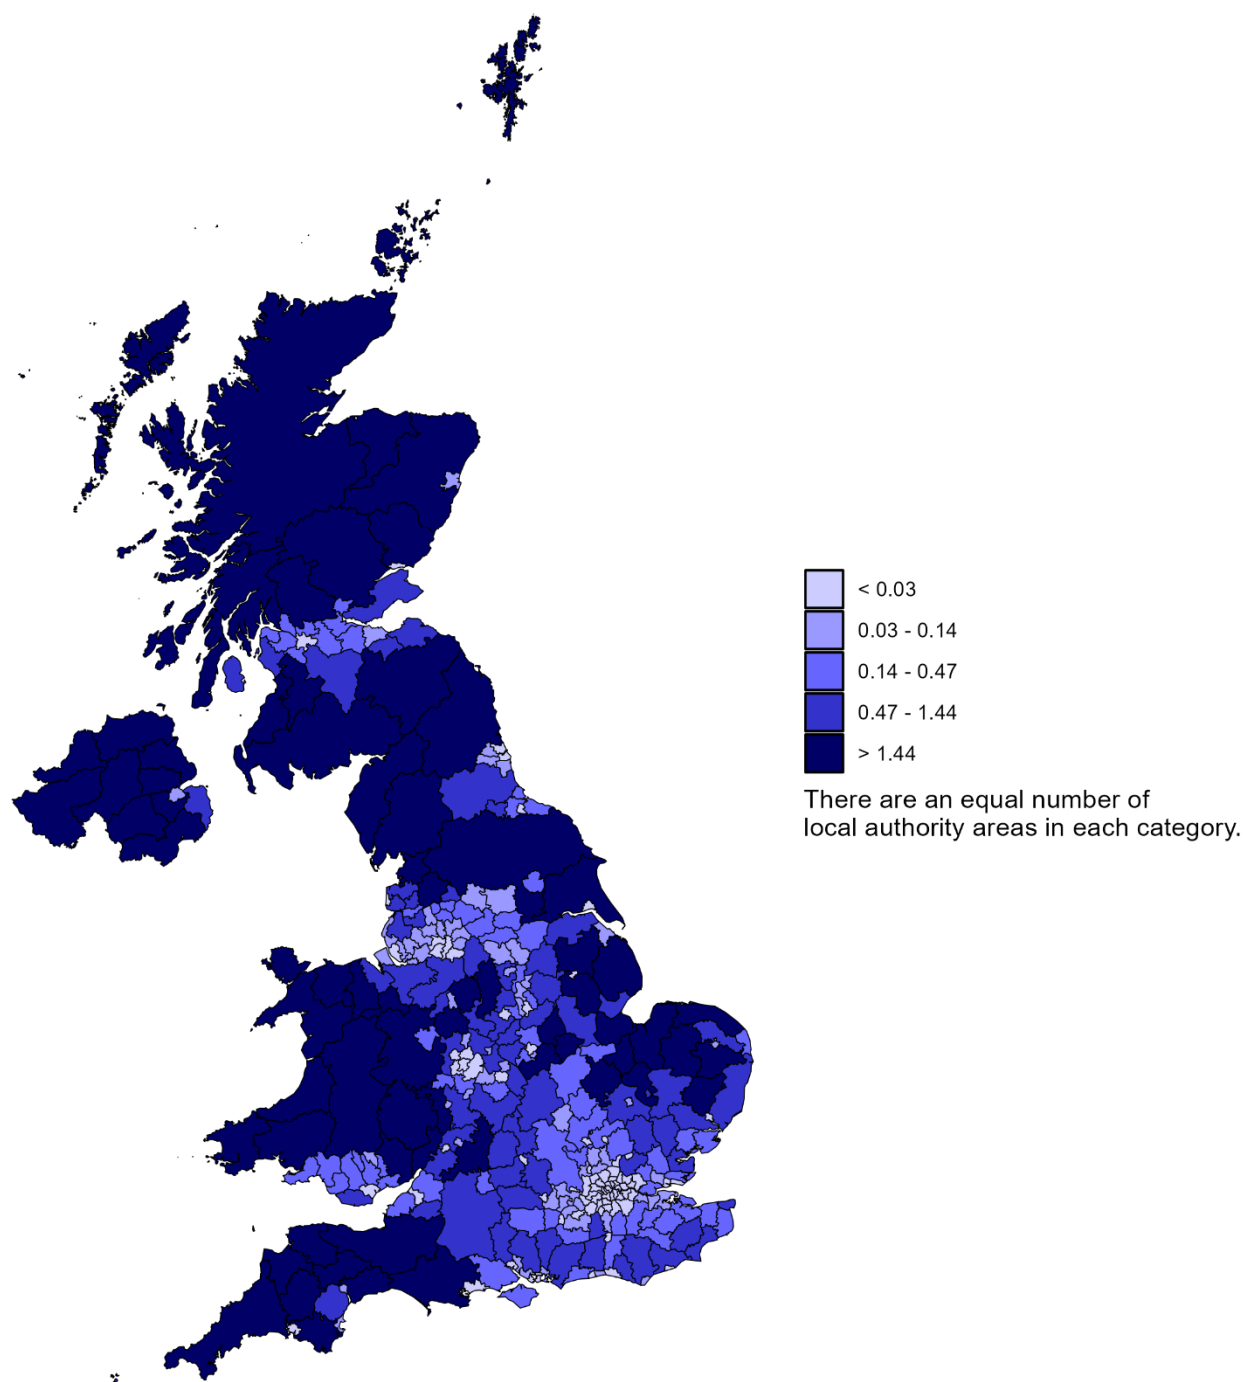 < 0.03
0.03 - 0.14
0.14 - 0.47
0.47 - 1.44
> 1.44
There are an equal number of
local authority areas in each category.